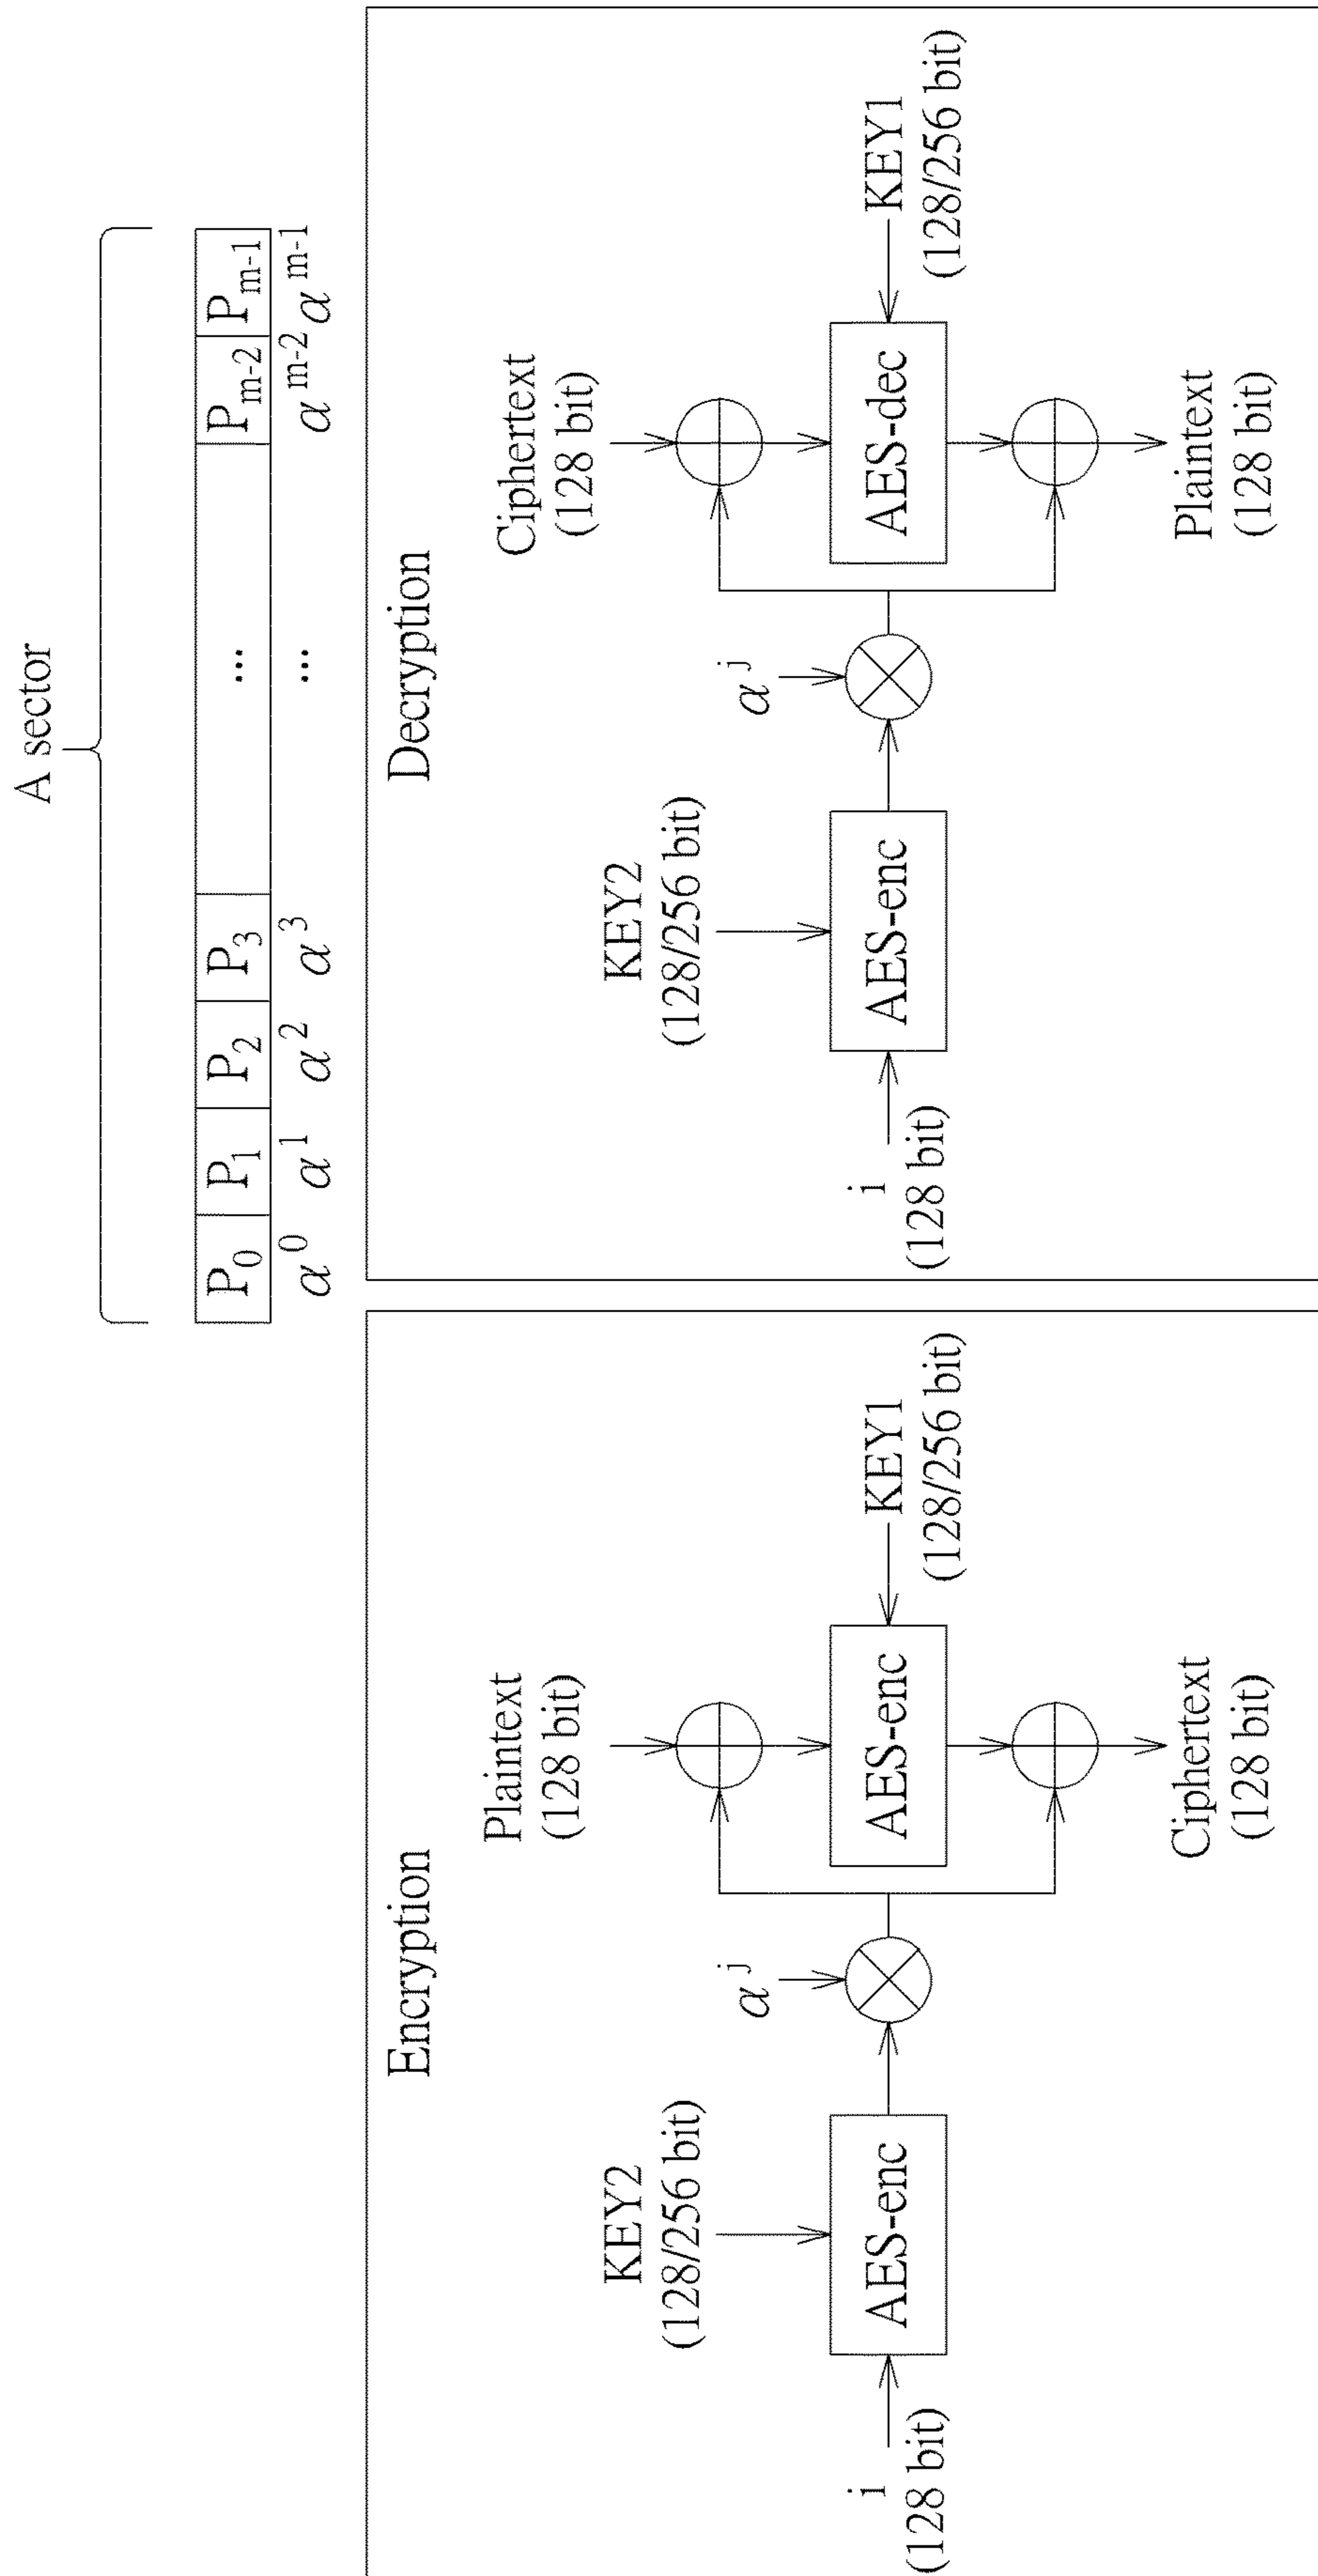 A sector
P0 P1 P2 P3 ... Pm-2 Pm-1
α0 α1 α2 α3 ... αm-2 αm-1
Encryption
Plaintext
(128 bit)
KEY2
(128/256 bit)
αj
i
(128 bit)
AES-enc
AES-enc
KEY1
(128/256 bit)
Ciphertext
(128 bit)
Decryption
Ciphertext
(128 bit)
KEY2
(128/256 bit)
αj
i
(128 bit)
AES-enc
AES-dec
KEY1
(128/256 bit)
Plaintext
(128 bit)